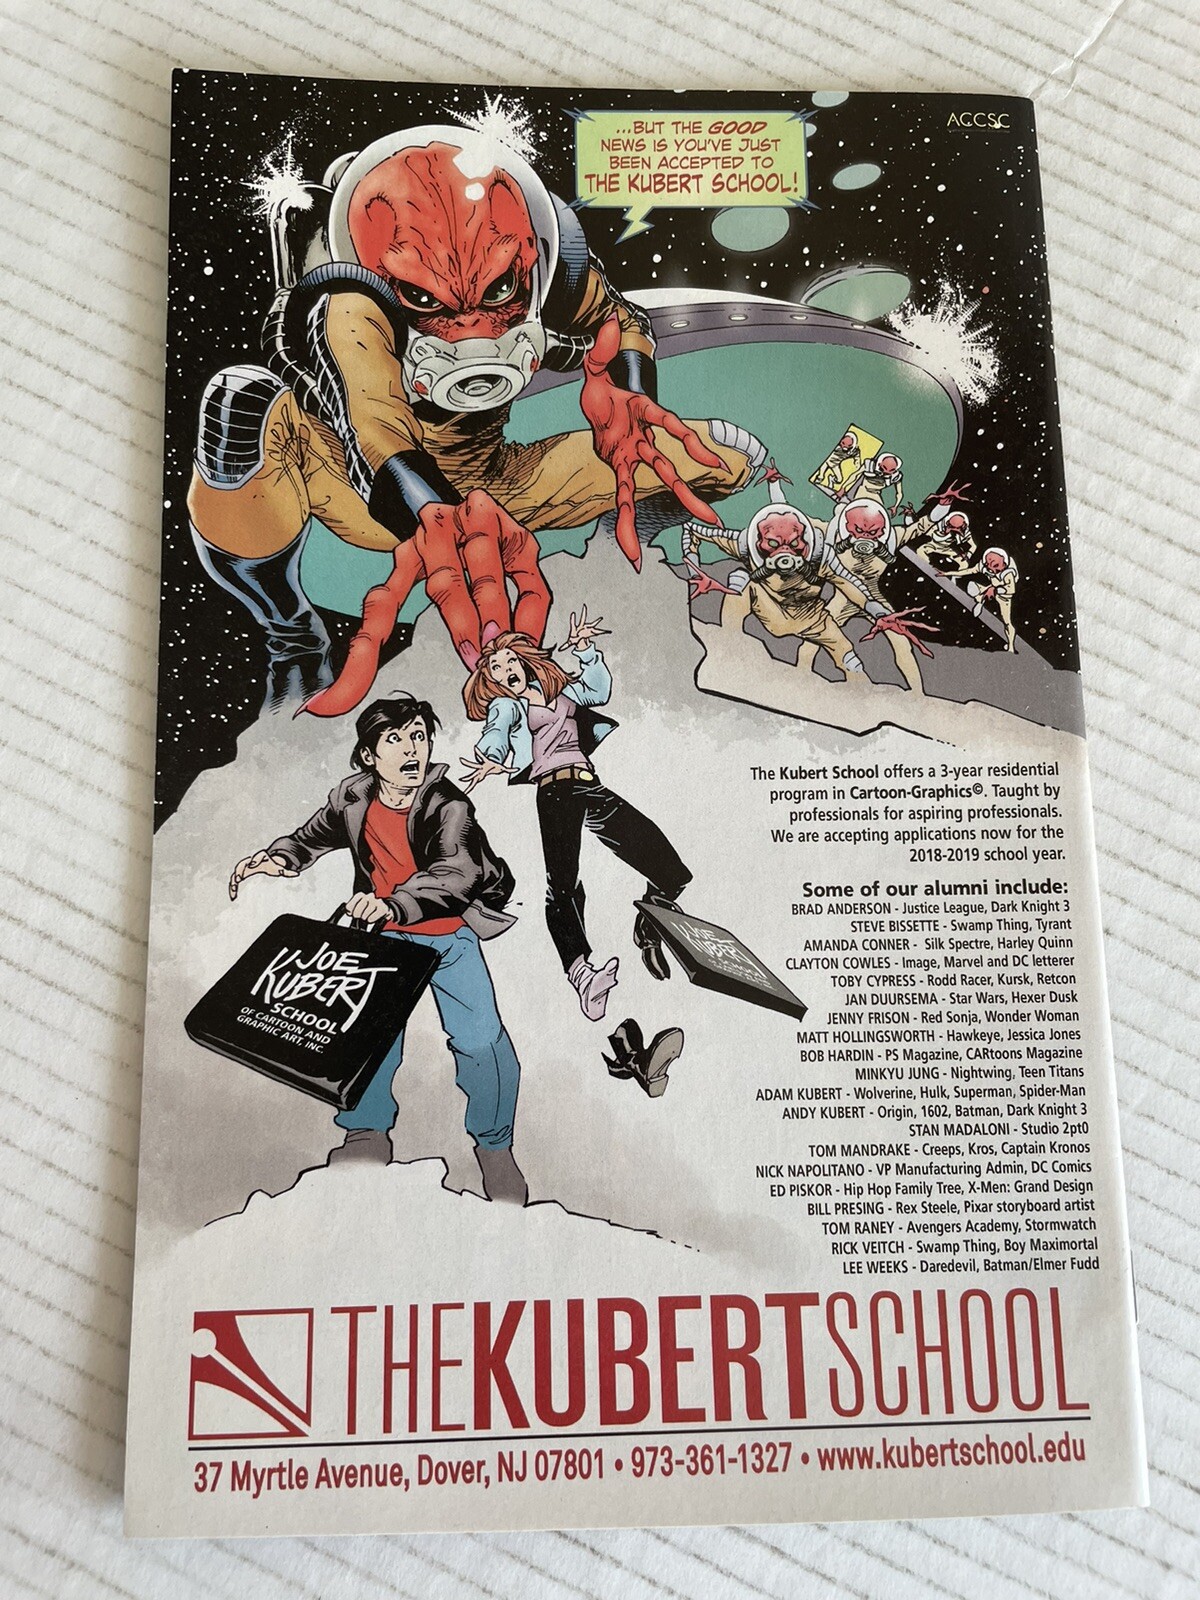 ...BUT THE GOOD
NEWS IS YOU'VE JUST
BEEN ACCEPTED TO
THE KUBERT SCHOOL!
ACCSC
The Kubert School offers a 3-year residential
program in Cartoon-Graphics©. Taught by
professionals for aspiring professionals.
We are accepting applications now for the
2018-2019 school year.
Some of our alumni include:
BRAD ANDERSON - Justice League, Dark Knight 3
STEVE BISSETTE - Swamp Thing, Tyrant
AMANDA CONNER - Silk Spectre, Harley Quinn
CLAYTON COWLES - Image, Marvel and DC letterer
TOBY CYPRESS - Rodd Racer, Kursk, Retcon
JAN DUURSEMA - Star Wars, Hexer Dusk
JENNY FRISON - Red Sonja, Wonder Woman
MATT HOLLINGSWORTH - Hawkeye, Jessica Jones
BOB HARDIN - PS Magazine, CARtoons Magazine
MINKYU JUNG - Nightwing, Teen Titans
ADAM KUBERT - Wolverine, Hulk, Superman, Spider-Man
ANDY KUBERT - Origin, 1602, Batman, Dark Knight 3
STAN MADALONI - Studio 2pt0
TOM MANDRAKE - Creeps, Kros, Captain Kronos
NICK NAPOLITANO - VP Manufacturing Admin, DC Comics
ED PISKOR - Hip Hop Family Tree, X-Men: Grand Design
BILL PRESING - Rex Steele, Pixar storyboard artist
TOM RANEY - Avengers Academy, Stormwatch
RICK VEITCH - Swamp Thing, Boy Maximortal
LEE WEEKS - Daredevil, Batman/Elmer Fudd
JOE
KUBERT
SCHOOL
OF CARTOON AND
GRAPHIC ART, INC.
JOE
KUBERT
THE KUBERT SCHOOL
37 Myrtle Avenue, Dover, NJ 07801 • 973-361-1327 • www.kubertschool.edu